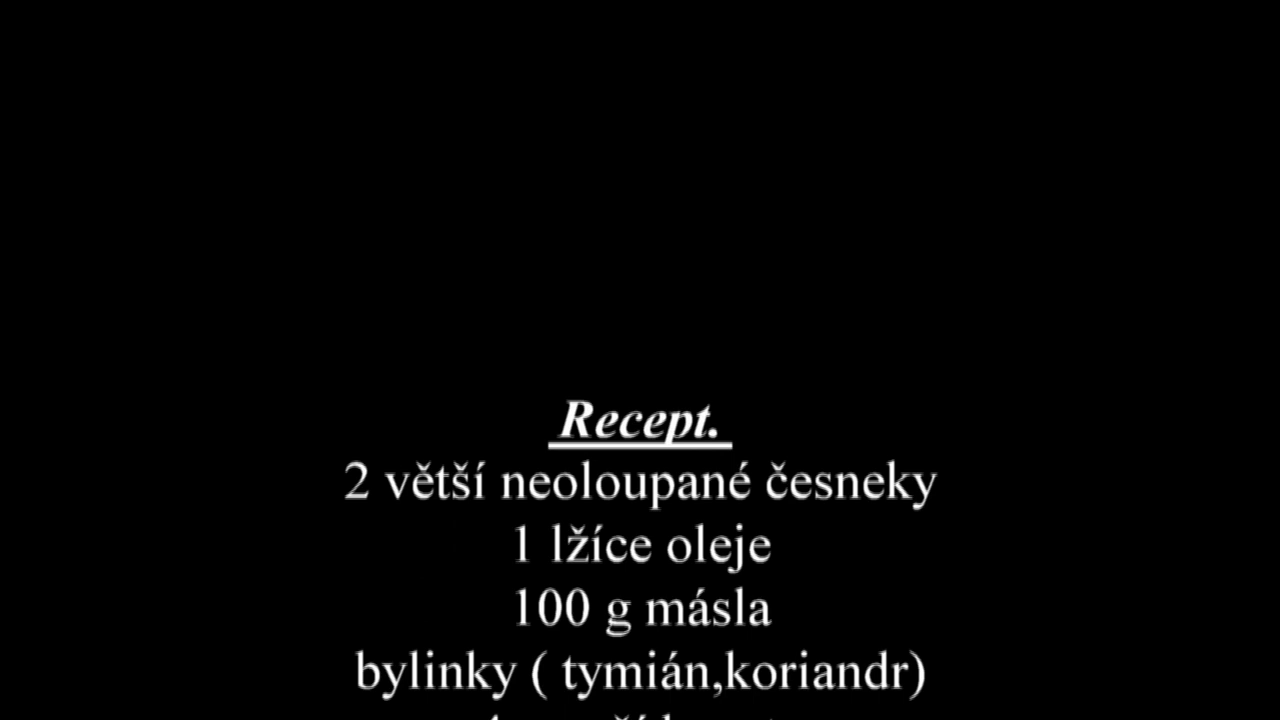 Recept.
2 větší neoloupané česneky
1 lžíce oleje
100 g másla
bylinky ( tymián,koriandr)